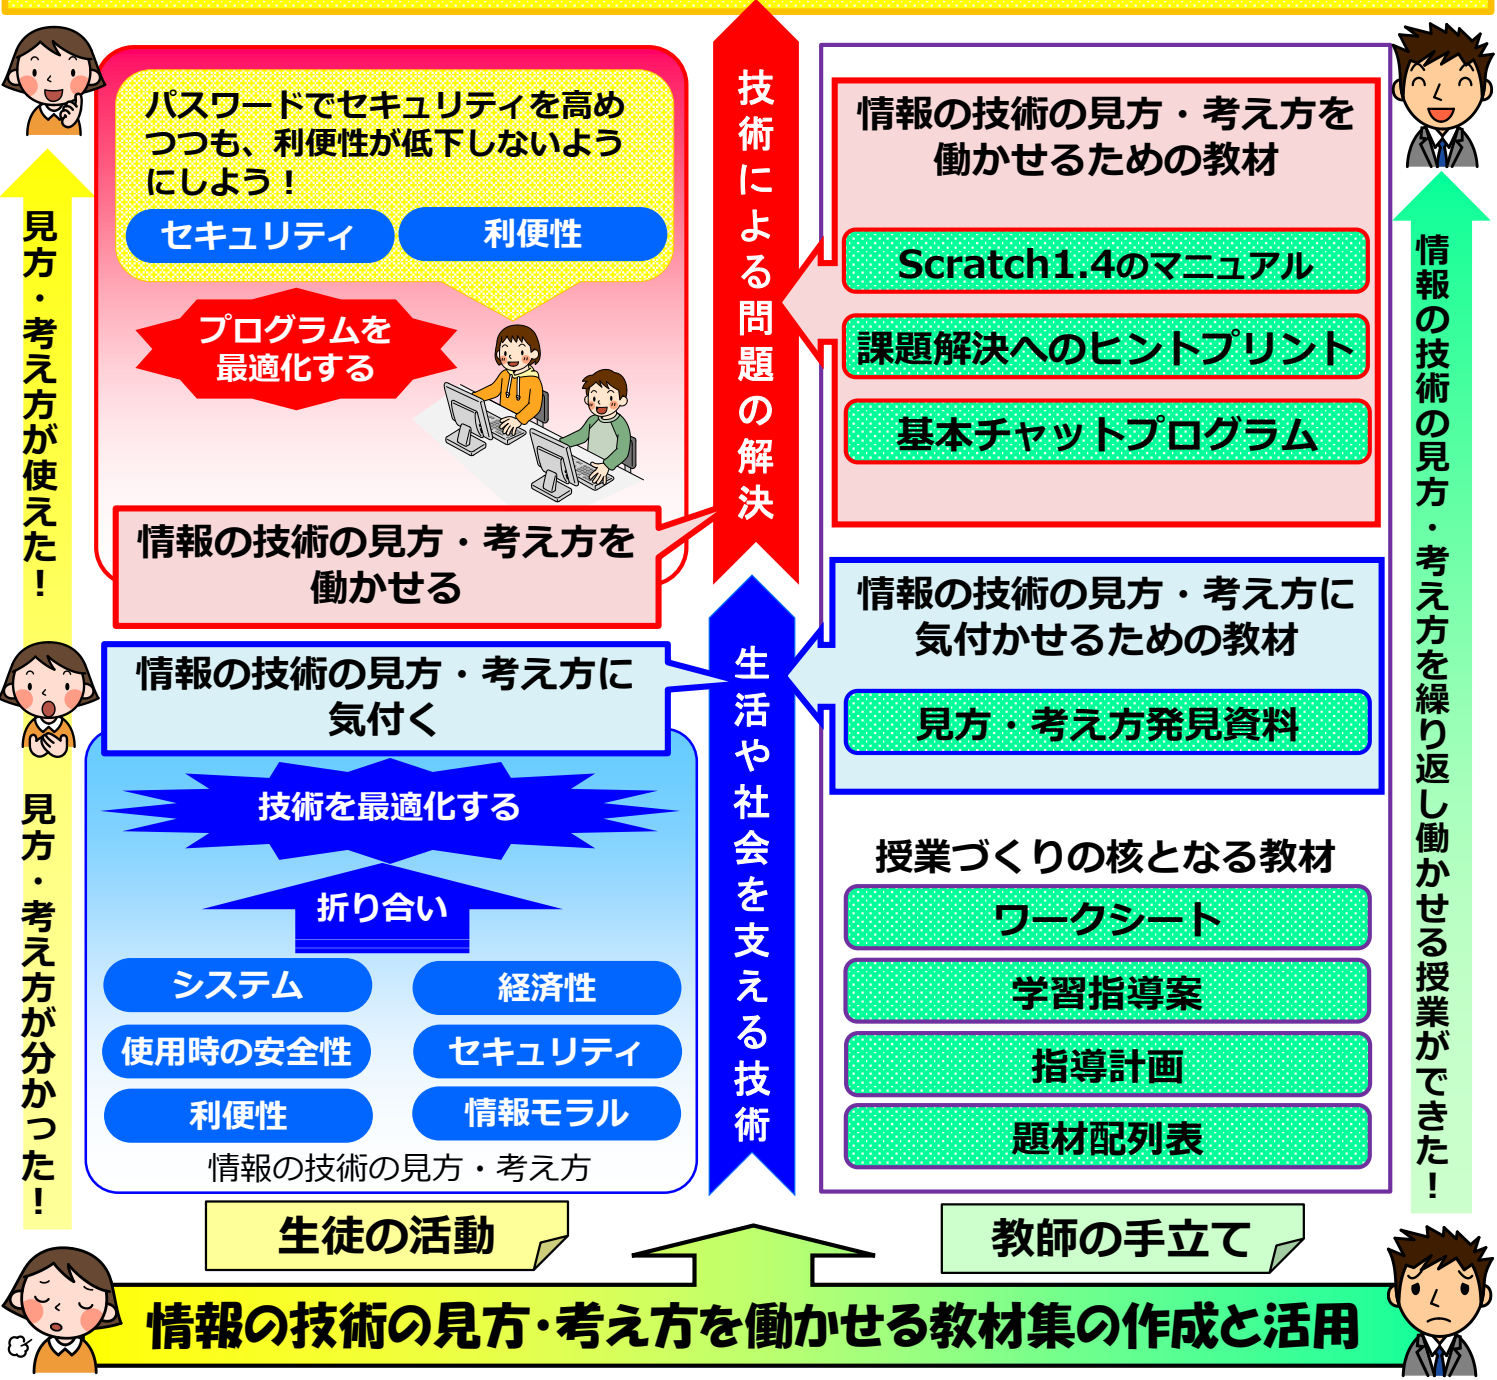 パスワードでセキュリティを高め
つつも、利便性が低下しないよう
にしよう！
セキュリティ
利便性
プログラムを
最適化する
情報の技術の見方・考え方を
働かせる
情報の技術の見方・考え方に
気付く
技術を最適化する
折り合い
システム
経済性
使用時の安全性
セキュリティ
利便性
情報モラル
情報の技術の見方・考え方
生徒の活動
見方・考え方が使えた！
見方・考え方が分かった！
技術による問題の解決
生活や社会を支える技術
情報の技術の見方・考え方を
働かせるための教材
Scratch1.4のマニュアル
課題解決へのヒントプリント
基本チャットプログラム
情報の技術の見方・考え方に
気付かせるための教材
見方・考え方発見資料
授業づくりの核となる教材
ワークシート
学習指導案
指導計画
題材配列表
教師の手立て
情報の技術の見方・考え方を繰り返し働かせる授業ができた！
情報の技術の見方・考え方を働かせる教材集の作成と活用